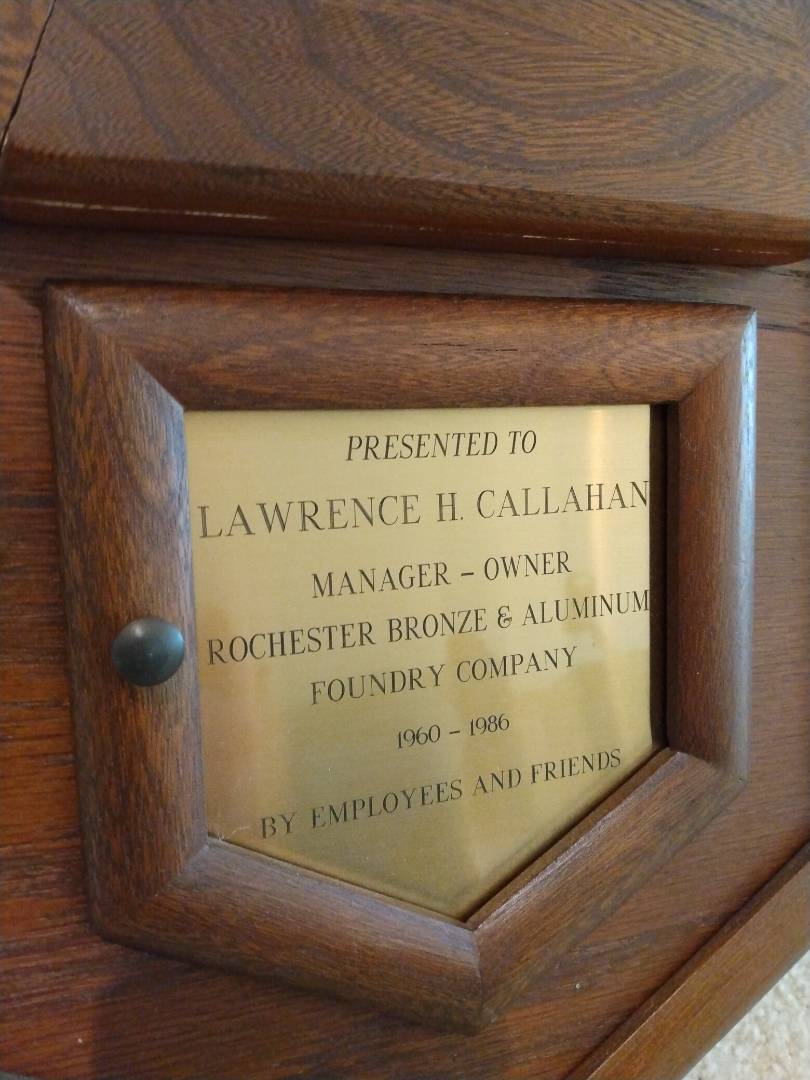 PRESENTED TO
LAWRENCE H. CALLAHAN
MANAGER – OWNER
ROCHESTER BRONZE & ALUMINUM
FOUNDRY COMPANY
1960 – 1986
BY EMPLOYEES AND FRIENDS